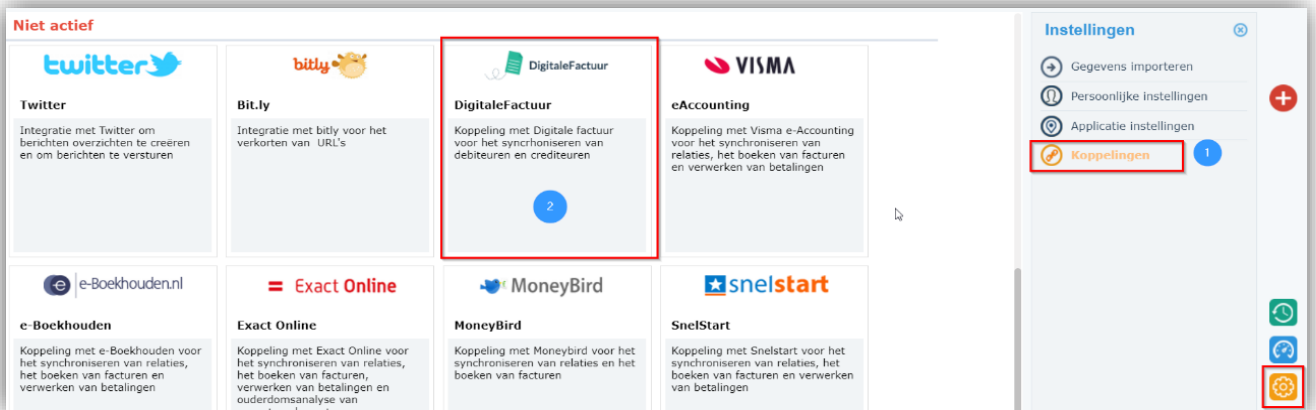 Niet actief
twitter
Twitter
Integratie met Twitter om
berichten overzichten te creëren
en om berichten te versturen
bitly
Bit.ly
Integratie met bitly voor het
verkorten van URL's
DigitaleFactuur
DigitaleFactuur
Koppeling met Digitale factuur
voor het syncrhoniseren van
debiteuren en crediteuren
2
VISMA
eAccounting
Koppeling met Visma e-Accounting
voor het synchroniseren van
relaties, het boeken van facturen
en verwerken van betalingen
e e-Boekhouden.nl
e-Boekhouden
Koppeling met e-Boekhouden voor
het synchroniseren van relaties,
het boeken van facturen en
verwerken van betalingen
= Exact Online
Exact Online
Koppeling met Exact Online voor
het synchroniseren van relaties,
het boeken van facturen,
verwerken van betalingen en
ouderdomsanalyse van
MoneyBird
MoneyBird
Koppeling met Moneybird voor het
synchroniseren van relaties en het
boeken van facturen
snelstart
SnelStart
Koppeling met Snelstart voor het
synchroniseren van relaties, het
boeken van facturen en verwerken
van betalingen
Instellingen
Gegevens importeren
Persoonlijke instellingen
Applicatie instellingen
Koppelingen
1